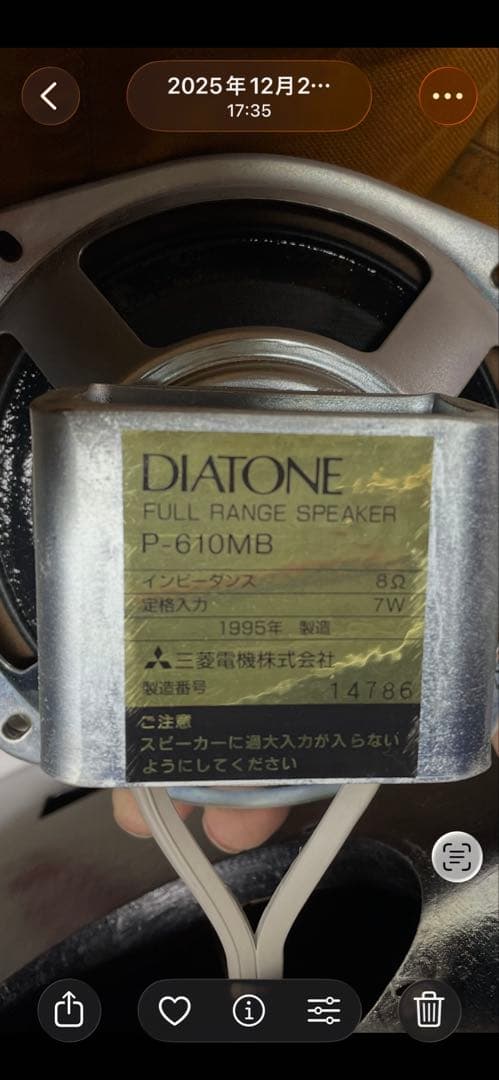 2025年12月2…
17:35
DIATONE
FULL RANGE SPEAKER
P-610MB
インピーダンス 8Ω
定格入力 7W
1995年 製造
三菱電機株式会社
製造番号 14786
ご注意
スピーカーに過大入力が入らない
ようにしてください